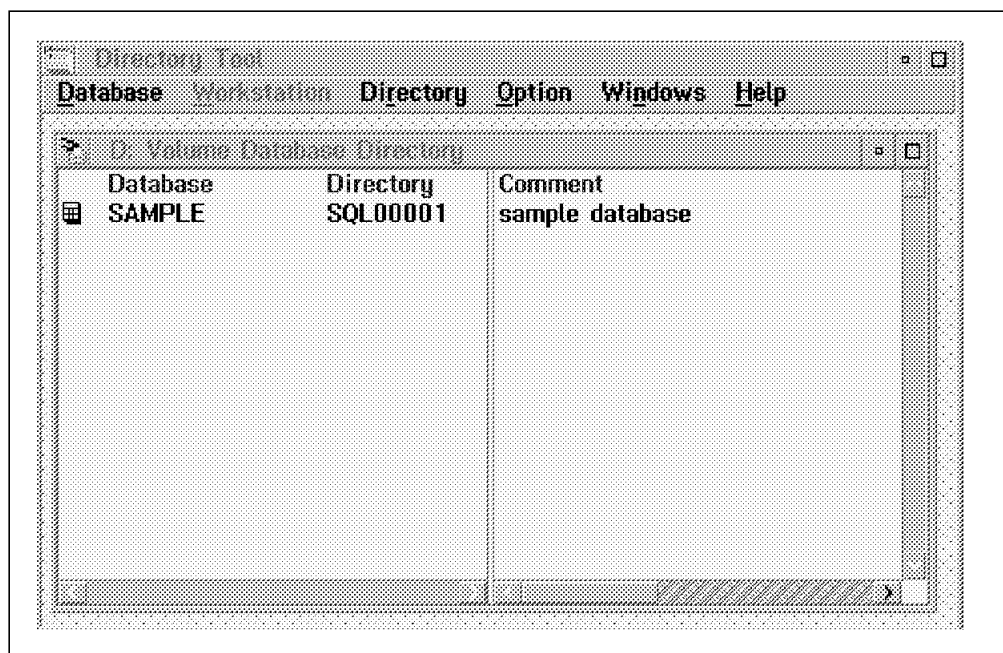 Directory Tool
Database Workstation Directory Option Windows Help
D: Volume Database Directory
Database Directory Comment
SAMPLE SQL00001 sample database